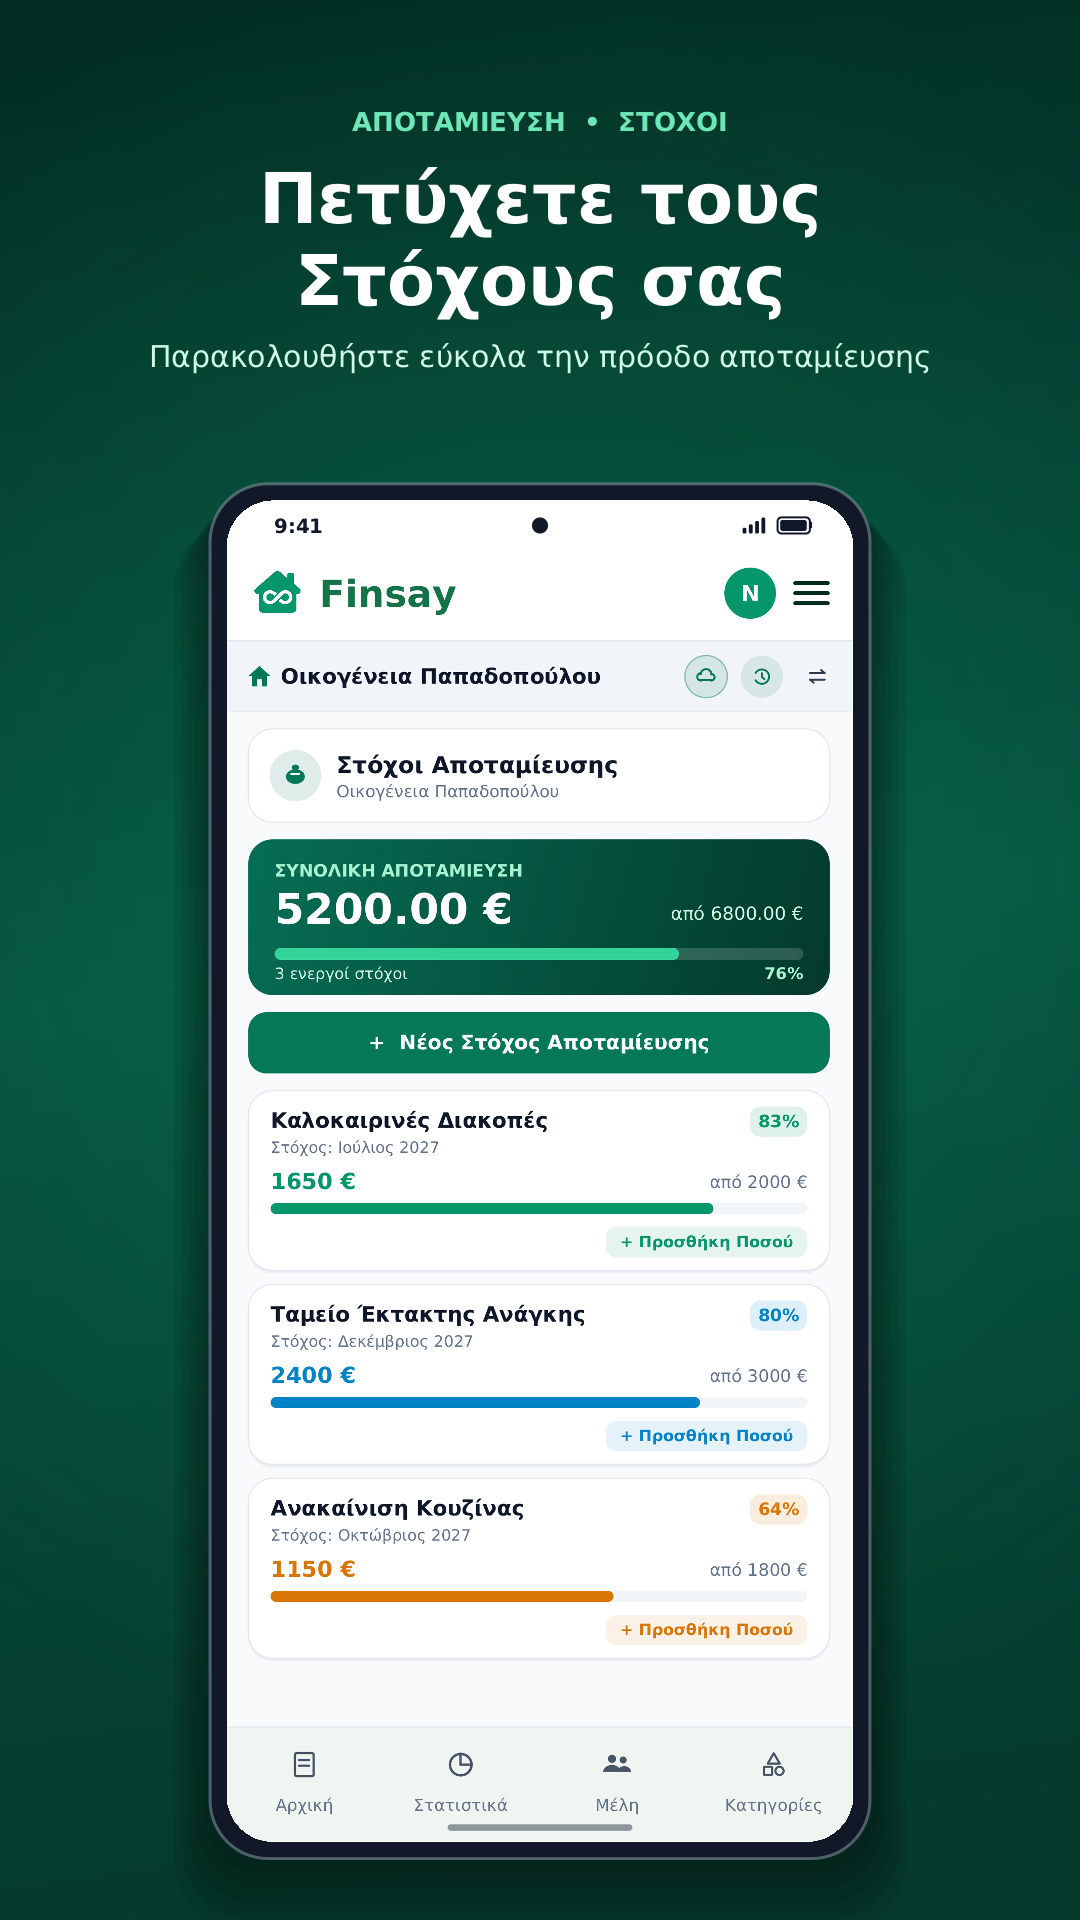 ΑΠΟΤΑΜΙΕΥΣΗ • ΣΤΟΧΟΙ
Πετύχετε τους
Στόχους σας
Παρακολουθήστε εύκολα την πρόοδο αποταμίευσης
9:41
Finsay
N
Οικογένεια Παπαδοπούλου
Στόχοι Αποταμίευσης
Οικογένεια Παπαδοπούλου
ΣΥΝΟΛΙΚΗ ΑΠΟΤΑΜΙΕΥΣΗ
5200.00 €
από 6800.00 €
3 ενεργοί στόχοι
76%
+ Νέος Στόχος Αποταμίευσης
Καλοκαιρινές Διακοπές
83%
Στόχος: Ιούλιος 2027
1650 €
από 2000 €
+ Προσθήκη Ποσού
Ταμείο Έκτακτης Ανάγκης
80%
Στόχος: Δεκέμβριος 2027
2400 €
από 3000 €
+ Προσθήκη Ποσού
Ανακαίνιση Κουζίνας
64%
Στόχος: Οκτώβριος 2027
1150 €
από 1800 €
+ Προσθήκη Ποσού
Αρχική
Στατιστικά
Μέλη
Κατηγορίες